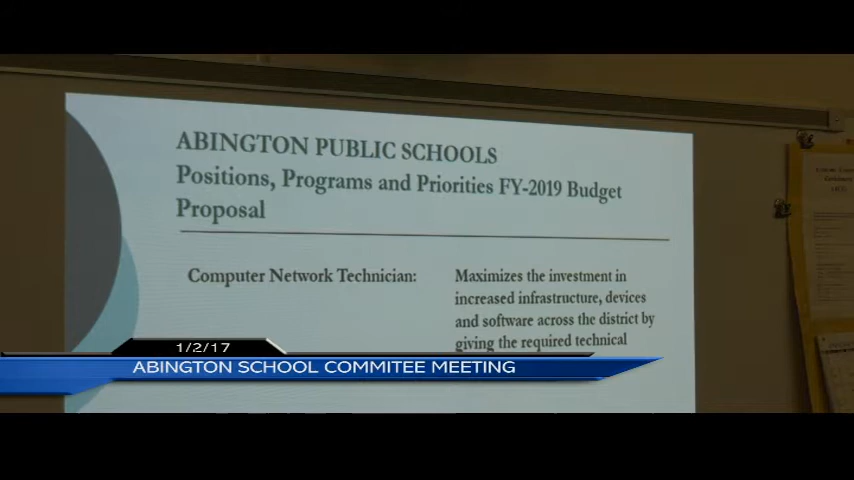 ABINGTON PUBLIC SCHOOLS
Positions, Programs and Priorities FY-2019 Budget
Proposal
Computer Network Technician:
Maximizes the investment in
increased infrastructure, devices
and software across the district by
giving the required technical
1/2/17
ABINGTON SCHOOL COMMITEE MEETING